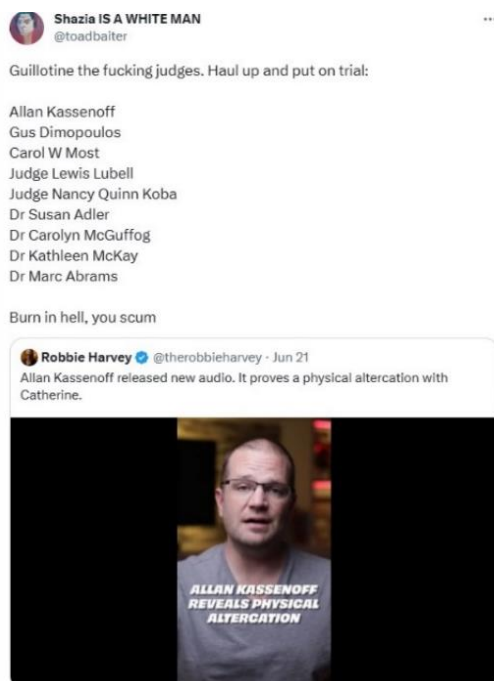 Shazia IS A WHITE MAN
@toadbaiter
Guillotine the fucking judges. Haul up and put on trial:
Allan Kassenoff
Gus Dimopoulos
Carol W Most
Judge Lewis Lubell
Judge Nancy Quinn Koba
Dr Susan Adler
Dr Carolyn McGuffog
Dr Kathleen McKay
Dr Marc Abrams
Burn in hell, you scum
Robbie Harvey @therobbieharvey · Jun 21
Allan Kassenoff released new audio. It proves a physical altercation with
Catherine.
ALLAN KASSENOFF
REVEALS PHYSICAL
ALTERCATION